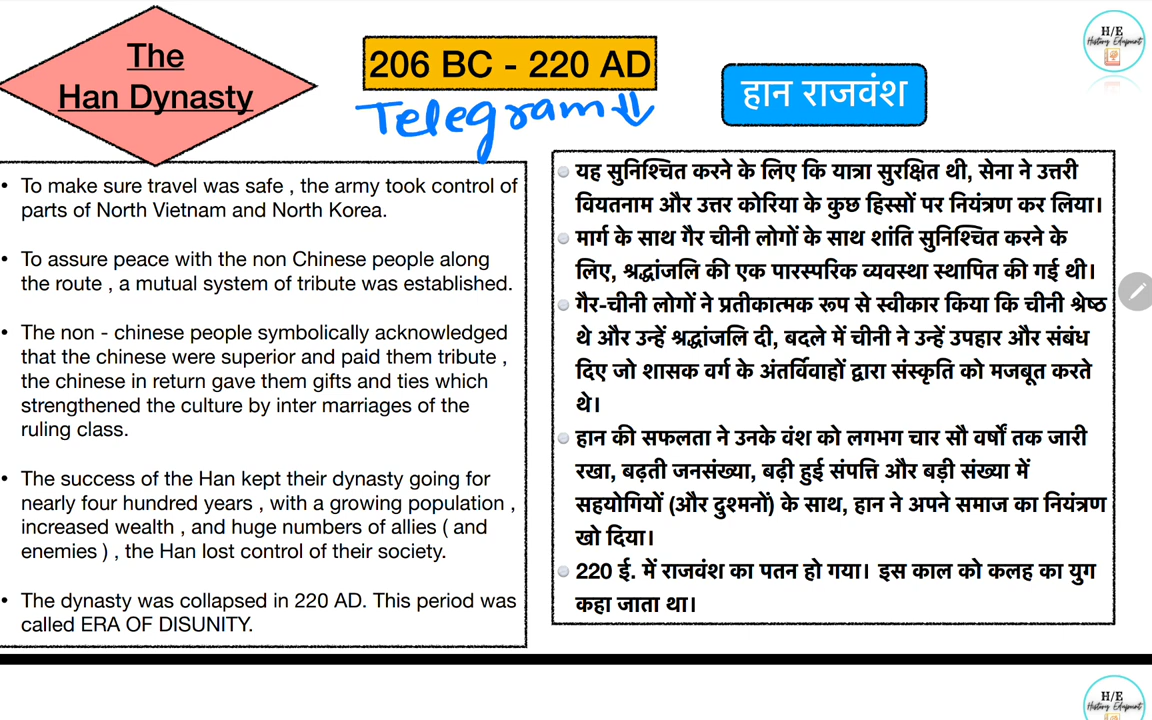 The
Han Dynasty
206 BC - 220 AD
Telegram
हान राजवंश
H/E
History Edupoint
• To make sure travel was safe , the army took control of
parts of North Vietnam and North Korea.
• To assure peace with the non Chinese people along
the route , a mutual system of tribute was established.
• The non - chinese people symbolically acknowledged
that the chinese were superior and paid them tribute ,
the chinese in return gave them gifts and ties which
strengthened the culture by inter marriages of the
ruling class.
• The success of the Han kept their dynasty going for
nearly four hundred years , with a growing population ,
increased wealth , and huge numbers of allies ( and
enemies ) , the Han lost control of their society.
• The dynasty was collapsed in 220 AD. This period was
called ERA OF DISUNITY.
यह सुनिश्चित करने के लिए कि यात्रा सुरक्षित थी, सेना ने उत्तरी
वियतनाम और उत्तर कोरिया के कुछ हिस्सों पर नियंत्रण कर लिया।
मार्ग के साथ गैर चीनी लोगों के साथ शांति सुनिश्चित करने के
लिए, श्रद्धांजलि की एक पारस्परिक व्यवस्था स्थापित की गई थी।
गैर-चीनी लोगों ने प्रतीकात्मक रूप से स्वीकार किया कि चीनी श्रेष्ठ
थे और उन्हें श्रद्धांजलि दी, बदले में चीनी ने उन्हें उपहार और संबंध
दिए जो शासक वर्ग के अंतर्विवाहों द्वारा संस्कृति को मजबूत करते
थे।
हान की सफलता ने उनके वंश को लगभग चार सौ वर्षों तक जारी
रखा, बढ़ती जनसंख्या, बढ़ी हुई संपत्ति और बड़ी संख्या में
सहयोगियों (और दुश्मनों) के साथ, हान ने अपने समाज का नियंत्रण
खो दिया।
220 ई. में राजवंश का पतन हो गया। इस काल को कलह का युग
कहा जाता था।
H/E
History Edupoint